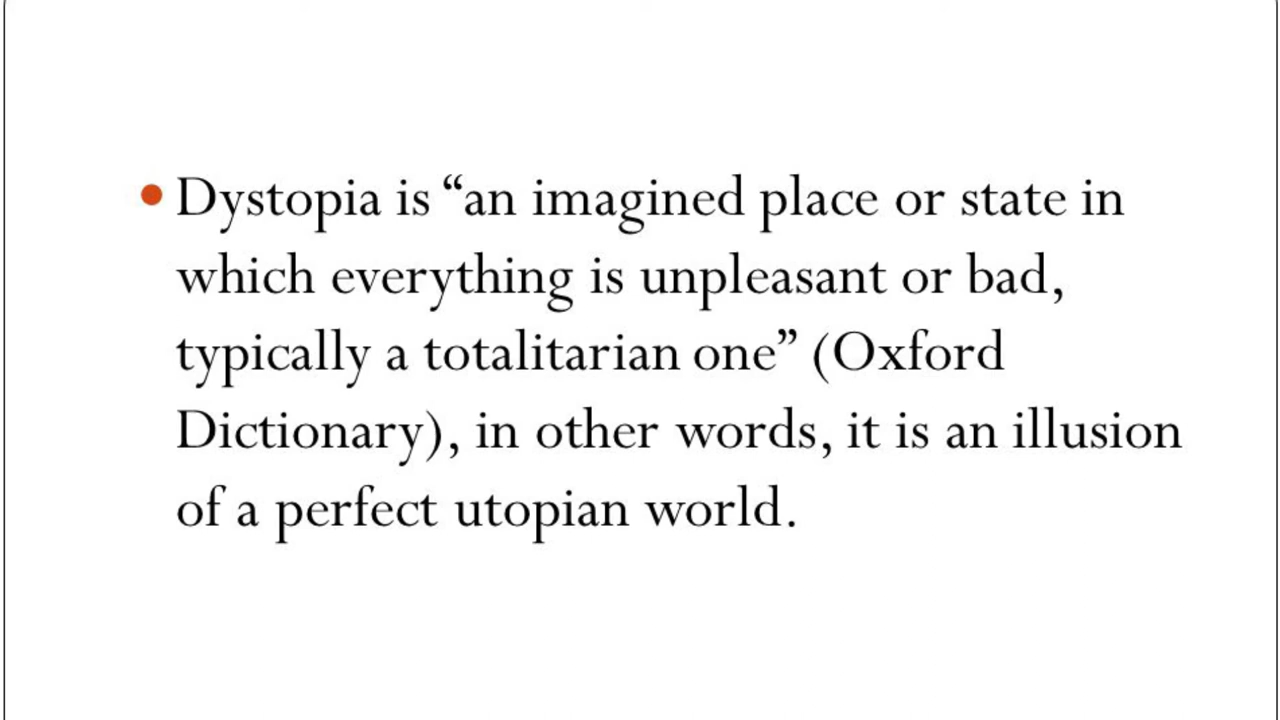 • Dystopia is “an imagined place or state in
which everything is unpleasant or bad,
typically a totalitarian one” (Oxford
Dictionary), in other words, it is an illusion
of a perfect utopian world.